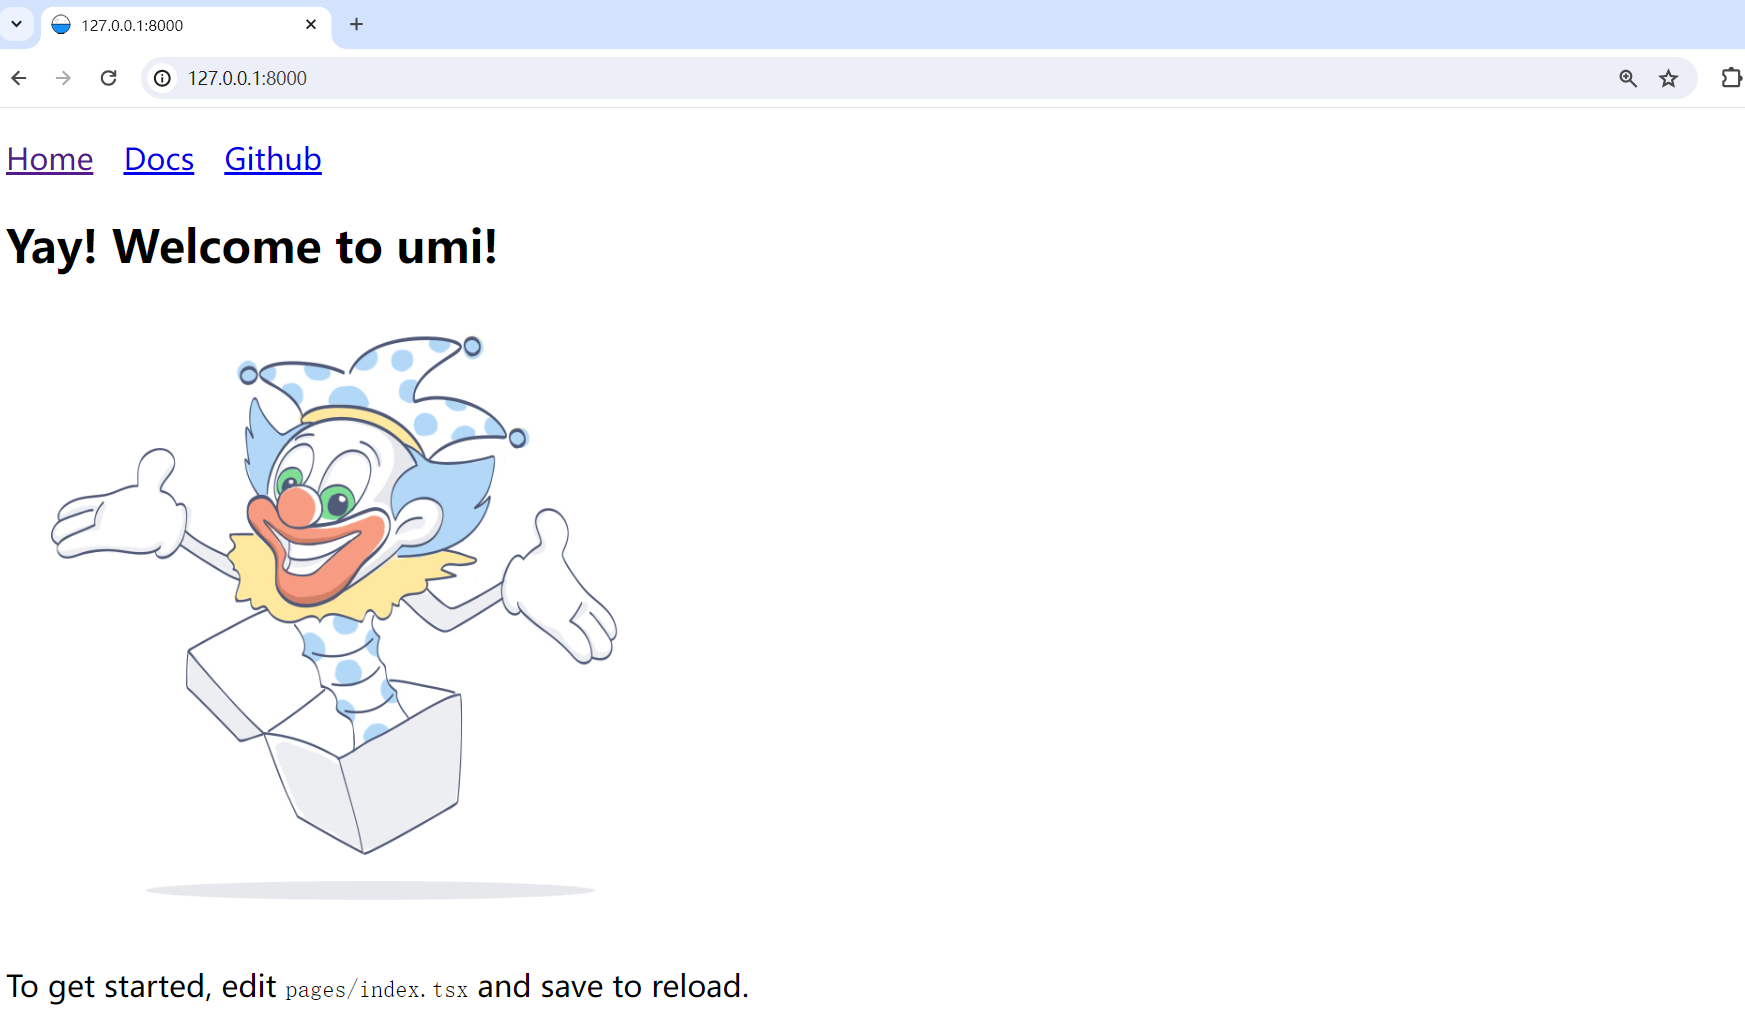 127.0.0.1:8000
127.0.0.1:8000
Home Docs Github
Yay! Welcome to umi!
To get started, edit pages/index.tsx and save to reload.